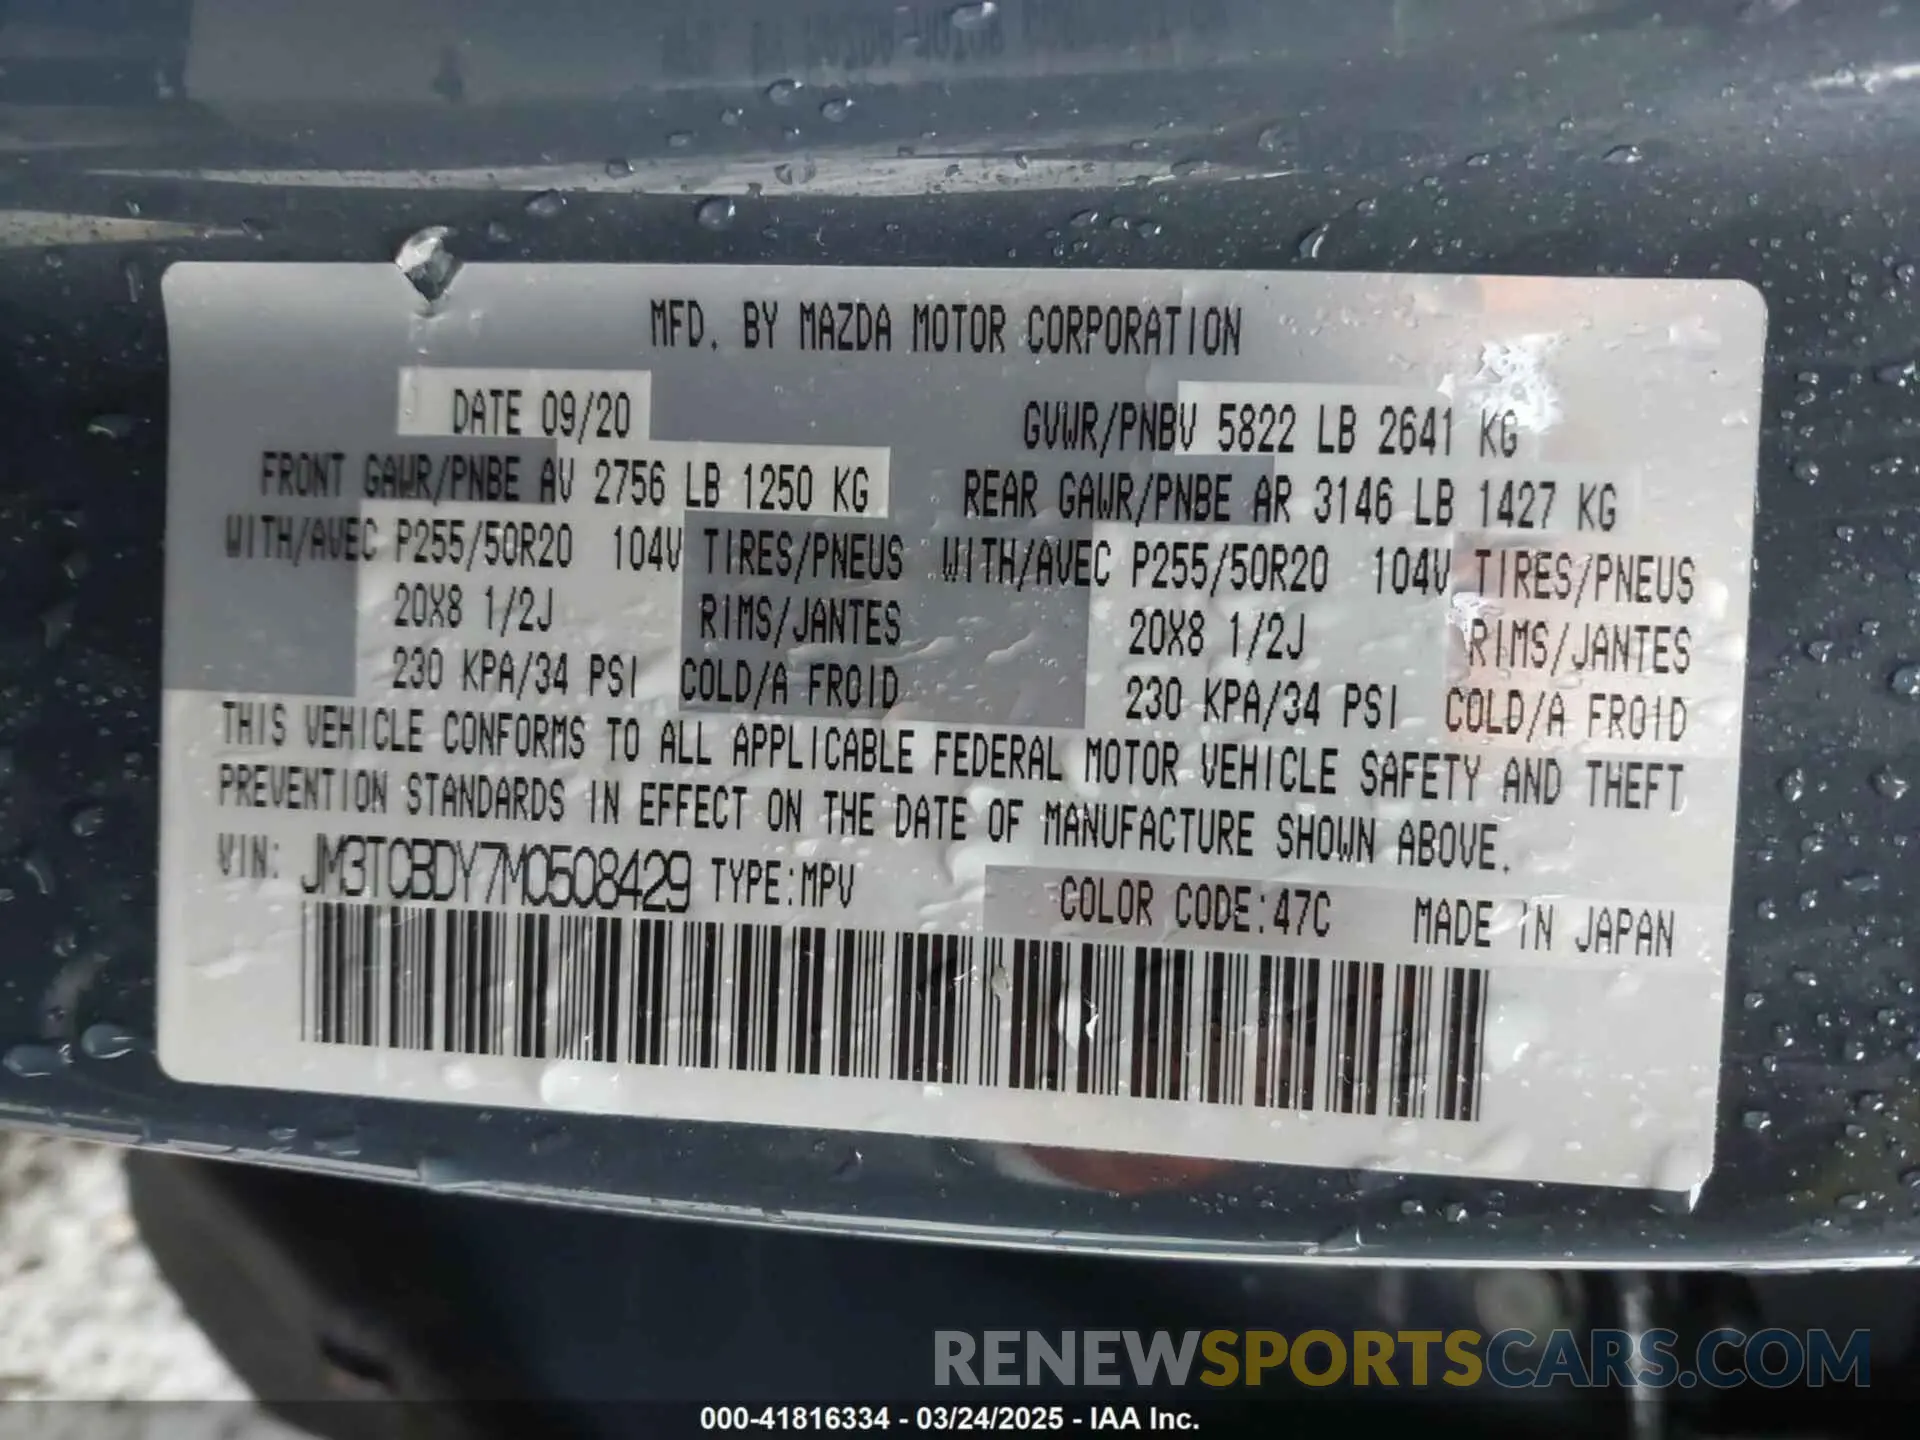 MFD. BY MAZDA MOTOR CORPORATION
DATE 09/20 GVWR/PNBV 5822 LB 2641 KG
FRONT GAWR/PNBE AV 2756 LB 1250 KG REAR GAWR/PNBE AR 3146 LB 1427 KG
WITH/AVEC P255/50R20 104V TIRES/PNEUS WITH/AVEC P255/50R20 104V TIRES/PNEUS
20X8 1/2J RIMS/JANTES 20X8 1/2J RIMS/JANTES
230 KPA/34 PSI COLD/A FROID 230 KPA/34 PSI COLD/A FROID
THIS VEHICLE CONFORMS TO ALL APPLICABLE FEDERAL MOTOR VEHICLE SAFETY AND THEFT
PREVENTION STANDARDS IN EFFECT ON THE DATE OF MANUFACTURE SHOWN ABOVE.
VIN: JM3TCBDY7M0508429 TYPE:MPV COLOR CODE:47C MADE IN JAPAN
RENEWSPORTSCARS.COM
000-41816334 - 03/24/2025 - IAA Inc.